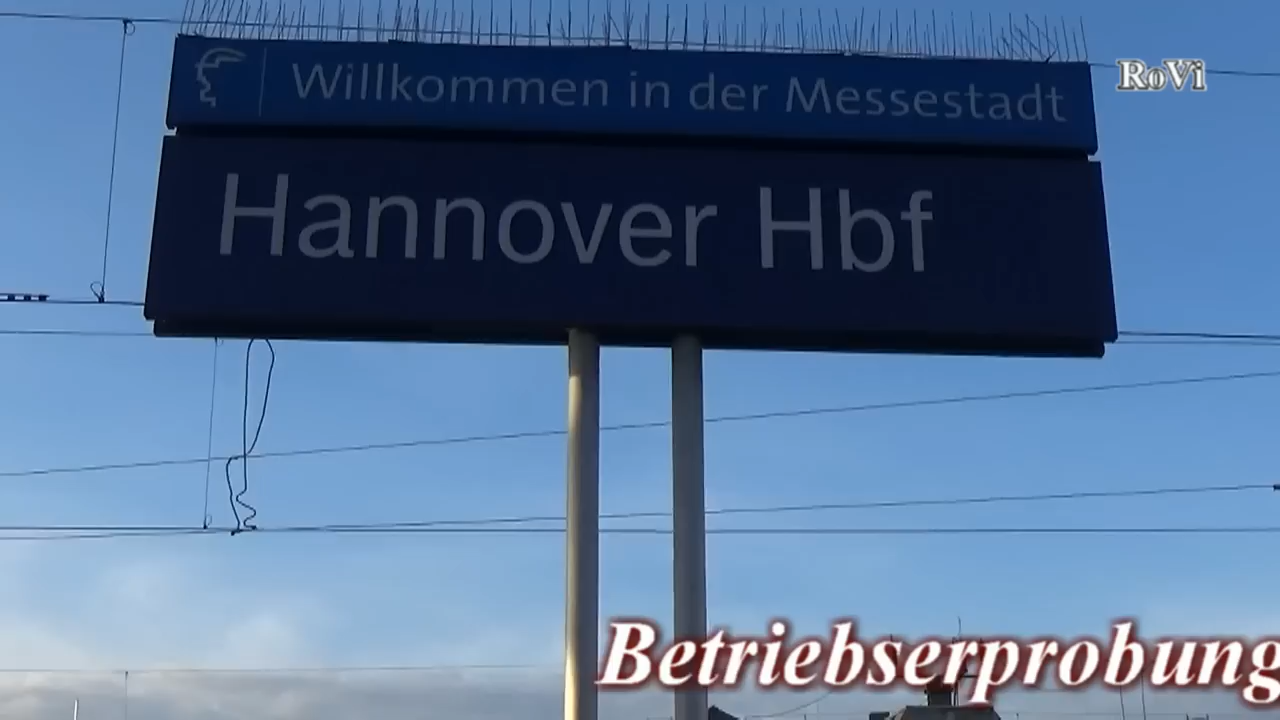 Willkommen in der Messestadt
RoVi
Hannover Hbf
Betriebserprobung